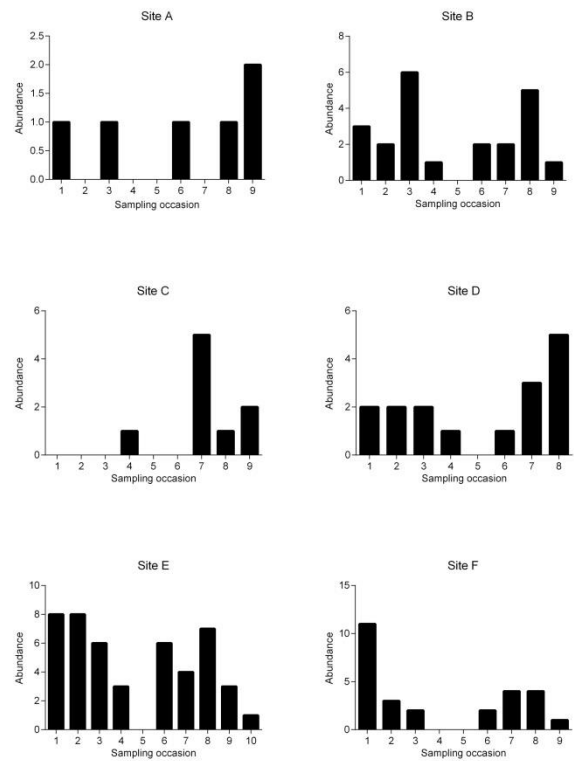 Site A
Abundance
2.5
2.0
1.5
1.0
0.5
0.0
1 2 3 4 5 6 7 8 9
Sampling occasion
Site B
Abundance
8
6
4
2
0
1 2 3 4 5 6 7 8 9
Sampling occasion
Site C
Abundance
6
4
2
0
1 2 3 4 5 6 7 8 9
Sampling occasion
Site D
Abundance
6
4
2
0
1 2 3 4 5 6 7 8
Sampling occasion
Site E
Abundance
10
8
6
4
2
0
1 2 3 4 5 6 7 8 9 10
Sampling occasion
Site F
Abundance
15
10
5
0
1 2 3 4 5 6 7 8 9
Sampling occasion